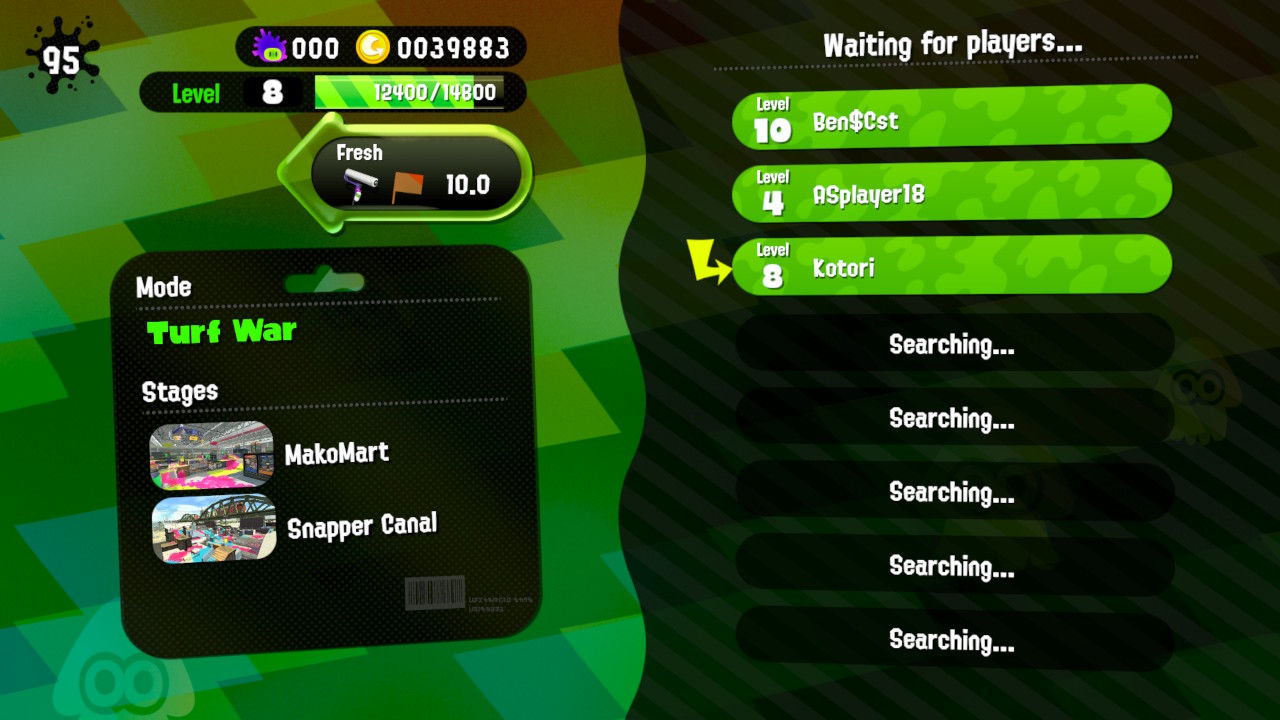 95
000 0039883
Level 8 12400/14800
Fresh
10.0
Mode
Turf War
Stages
MakoMart
Snapper Canal
Waiting for players...
Level
10 Ben$Cst
Level
4 ASplayer18
Level
8 Kotori
Searching...
Searching...
Searching...
Searching...
Searching...